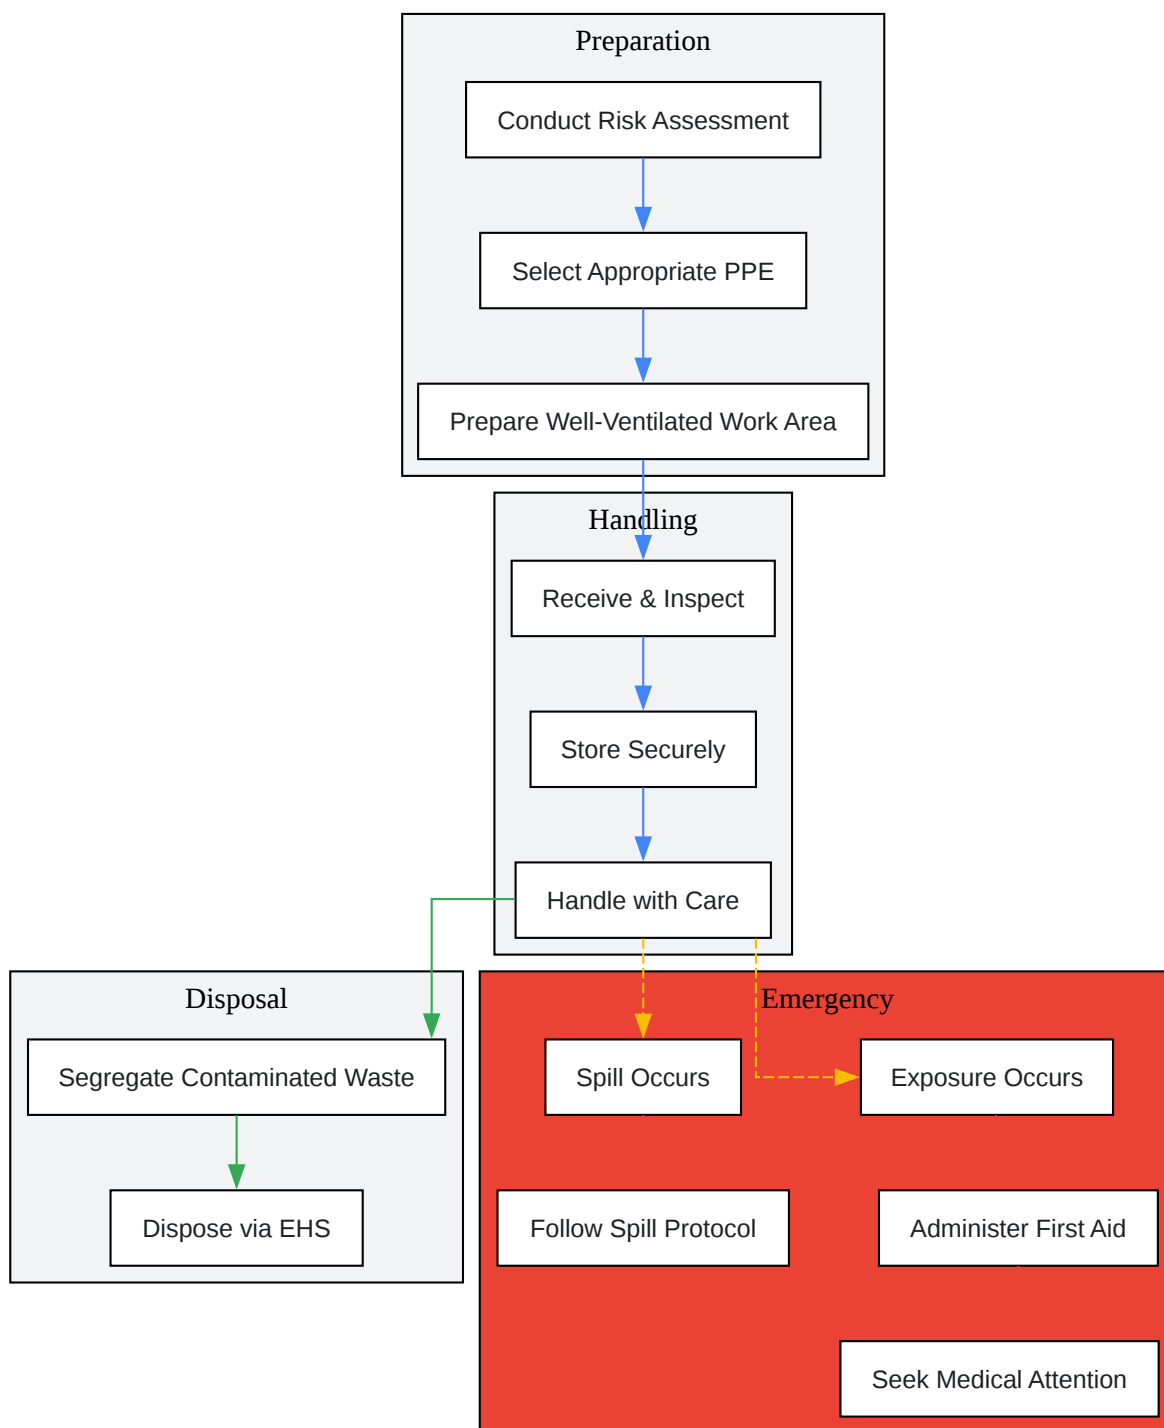 Preparation
Conduct Risk Assessment
Select Appropriate PPE
Prepare Well-Ventilated Work Area
Handling
Receive & Inspect
Store Securely
Handle with Care
Disposal
Segregate Contaminated Waste
Dispose via EHS
Emergency
Spill Occurs
Exposure Occurs
Follow Spill Protocol
Administer First Aid
Seek Medical Attention